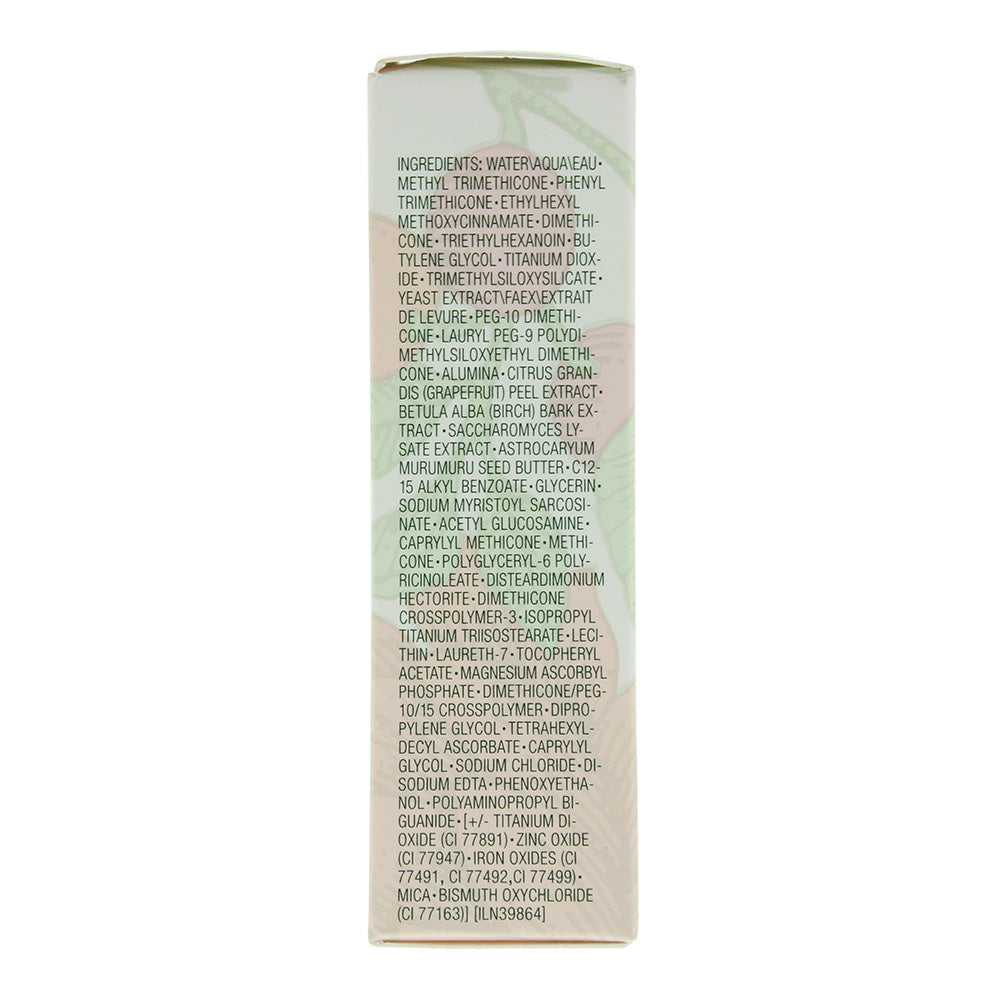 INGREDIENTS: WATER\AQUA\EAU•
METHYL TRIMETHICONE•PHENYL
TRIMETHICONE•ETHYLHEXYL
METHOXYCINNAMATE•DIMETHI-
CONE•TRIETHYLHEXANOIN•BU-
TYLENE GLYCOL•TITANIUM DIOX-
IDE•TRIMETHYLSILOXYSILICATE•
YEAST EXTRACT\FAEX\EXTRAIT
DE LEVURE•PEG-10 DIMETHI-
CONE•LAURYL PEG-9 POLYDI-
METHYLSILOXYETHYL DIMETHI-
CONE•ALUMINA•CITRUS GRAN-
DIS (GRAPEFRUIT) PEEL EXTRACT•
BETULA ALBA (BIRCH) BARK EX-
TRACT•SACCHAROMYCES LY-
SATE EXTRACT•ASTROCARYUM
MURUMURU SEED BUTTER•C12-
15 ALKYL BENZOATE•GLYCERIN•
SODIUM MYRISTOYL SARCOSI-
NATE•ACETYL GLUCOSAMINE•
CAPRYLYL METHICONE•METHI-
CONE•POLYGLYCERYL-6 POLY-
RICINOLEATE•DISTEARDIMONIUM
HECTORITE•DIMETHICONE
CROSSPOLYMER-3•ISOPROPYL
TITANIUM TRIISOSTEARATE•LECI-
THIN•LAURETH-7•TOCOPHERYL
ACETATE•MAGNESIUM ASCORBYL
PHOSPHATE•DIMETHICONE/PEG-
10/15 CROSSPOLYMER•DIPRO-
PYLENE GLYCOL•TETRAHEXYL-
DECYL ASCORBATE•CAPRYLYL
GLYCOL•SODIUM CHLORIDE•DI-
SODIUM EDTA•PHENOXYETHA-
NOL•POLYAMINOPROPYL BI-
GUANIDE•[+/- TITANIUM DI-
OXIDE (CI 77891)•ZINC OXIDE
(CI 77947)•IRON OXIDES (CI
77491, CI 77492,CI 77499)•
MICA•BISMUTH OXYCHLORIDE
(CI 77163)] [ILN39864]